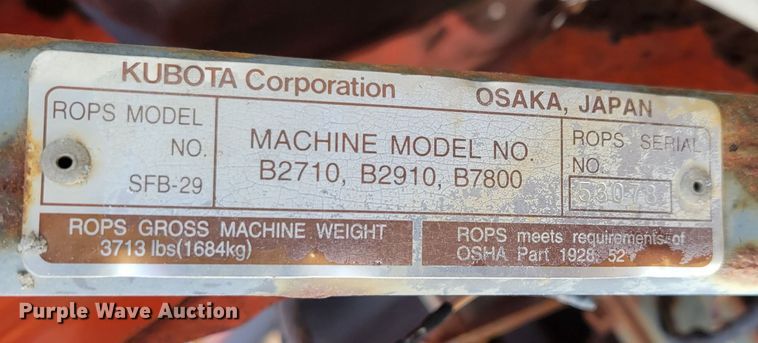 KUBOTA Corporation OSAKA, JAPAN
ROPS MODEL NO. SFB-29
MACHINE MODEL NO.
B2710, B2910, B7800
ROPS SERIAL
NO.
ROPS GROSS MACHINE WEIGHT
3713 lbs(1684kg)
ROPS meets requirements of
OSHA Part 1928, 52
Purple Wave Auction